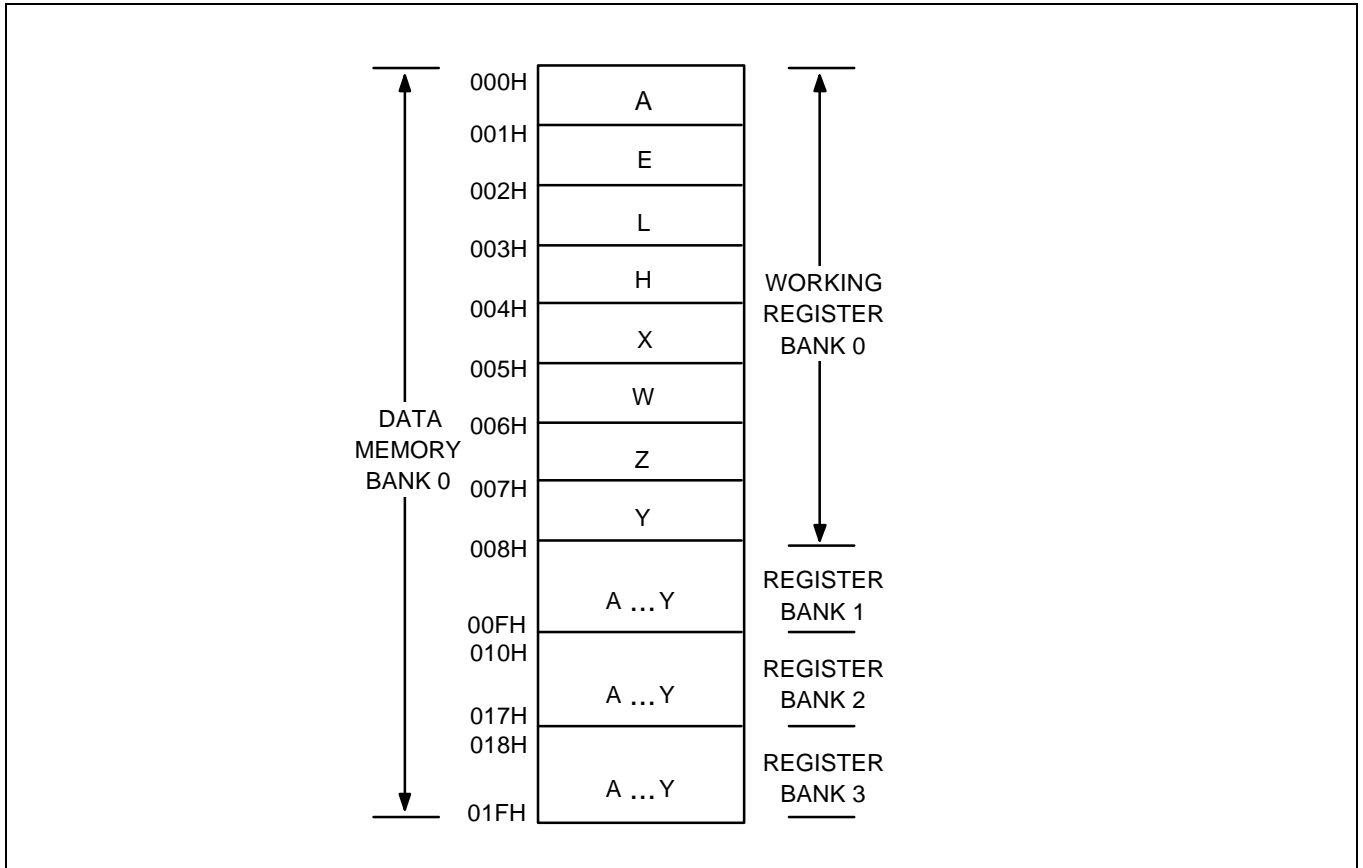 000H
A
001H
E
002H
L
003H
H
004H
X
005H
W
006H
Z
007H
Y
008H
A ... Y
00FH
010H
A ... Y
017H
018H
A ... Y
01FH
DATA
MEMORY
BANK 0
WORKING
REGISTER
BANK 0
REGISTER
BANK 1
REGISTER
BANK 2
REGISTER
BANK 3